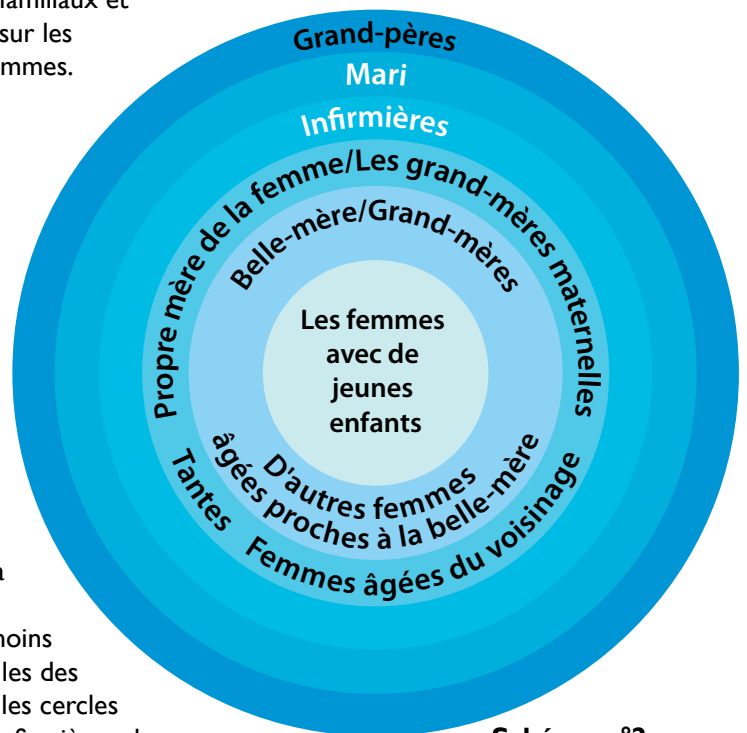 familiaux et
sur les
mmes.
Grand-pères
Mari
Infirmières
Propre mère de la femme/Les grand-mères maternelles
Belle-mère/Grand-mères
Les femmes
avec de
jeunes
enfants
D'autres femmes
âgées proches à la belle-mère
Tantes
Femmes âgées du voisinage
a
noins
les des
les cercles